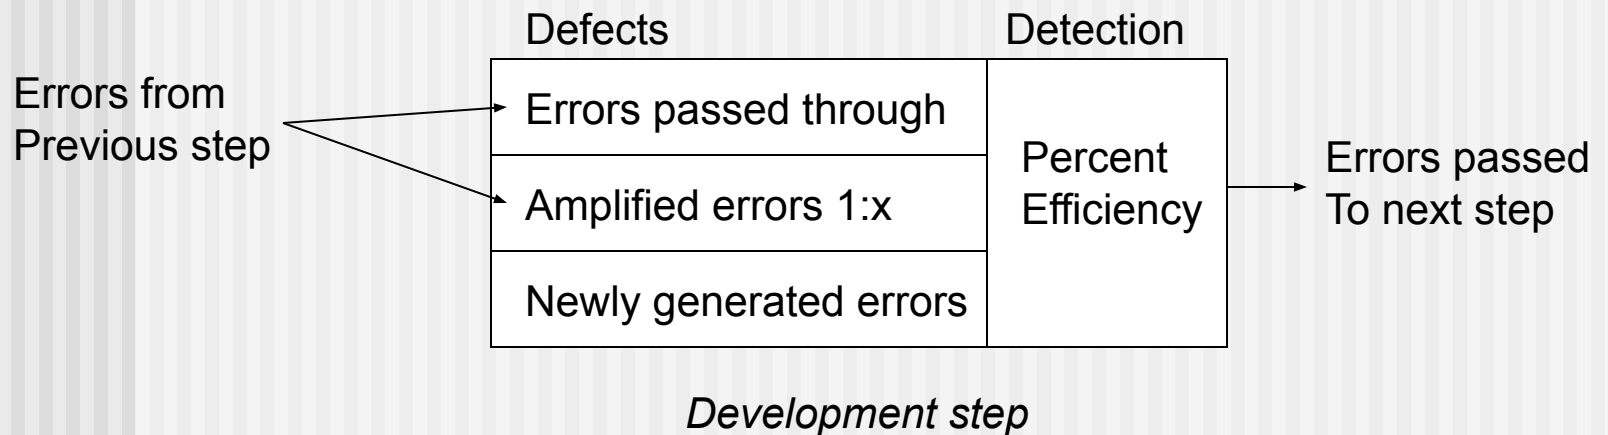 Defects
Detection
Errors from
Previous step
Errors passed through
Amplified errors 1:x
Newly generated errors
Percent
Efficiency
Errors passed
To next step
Development step